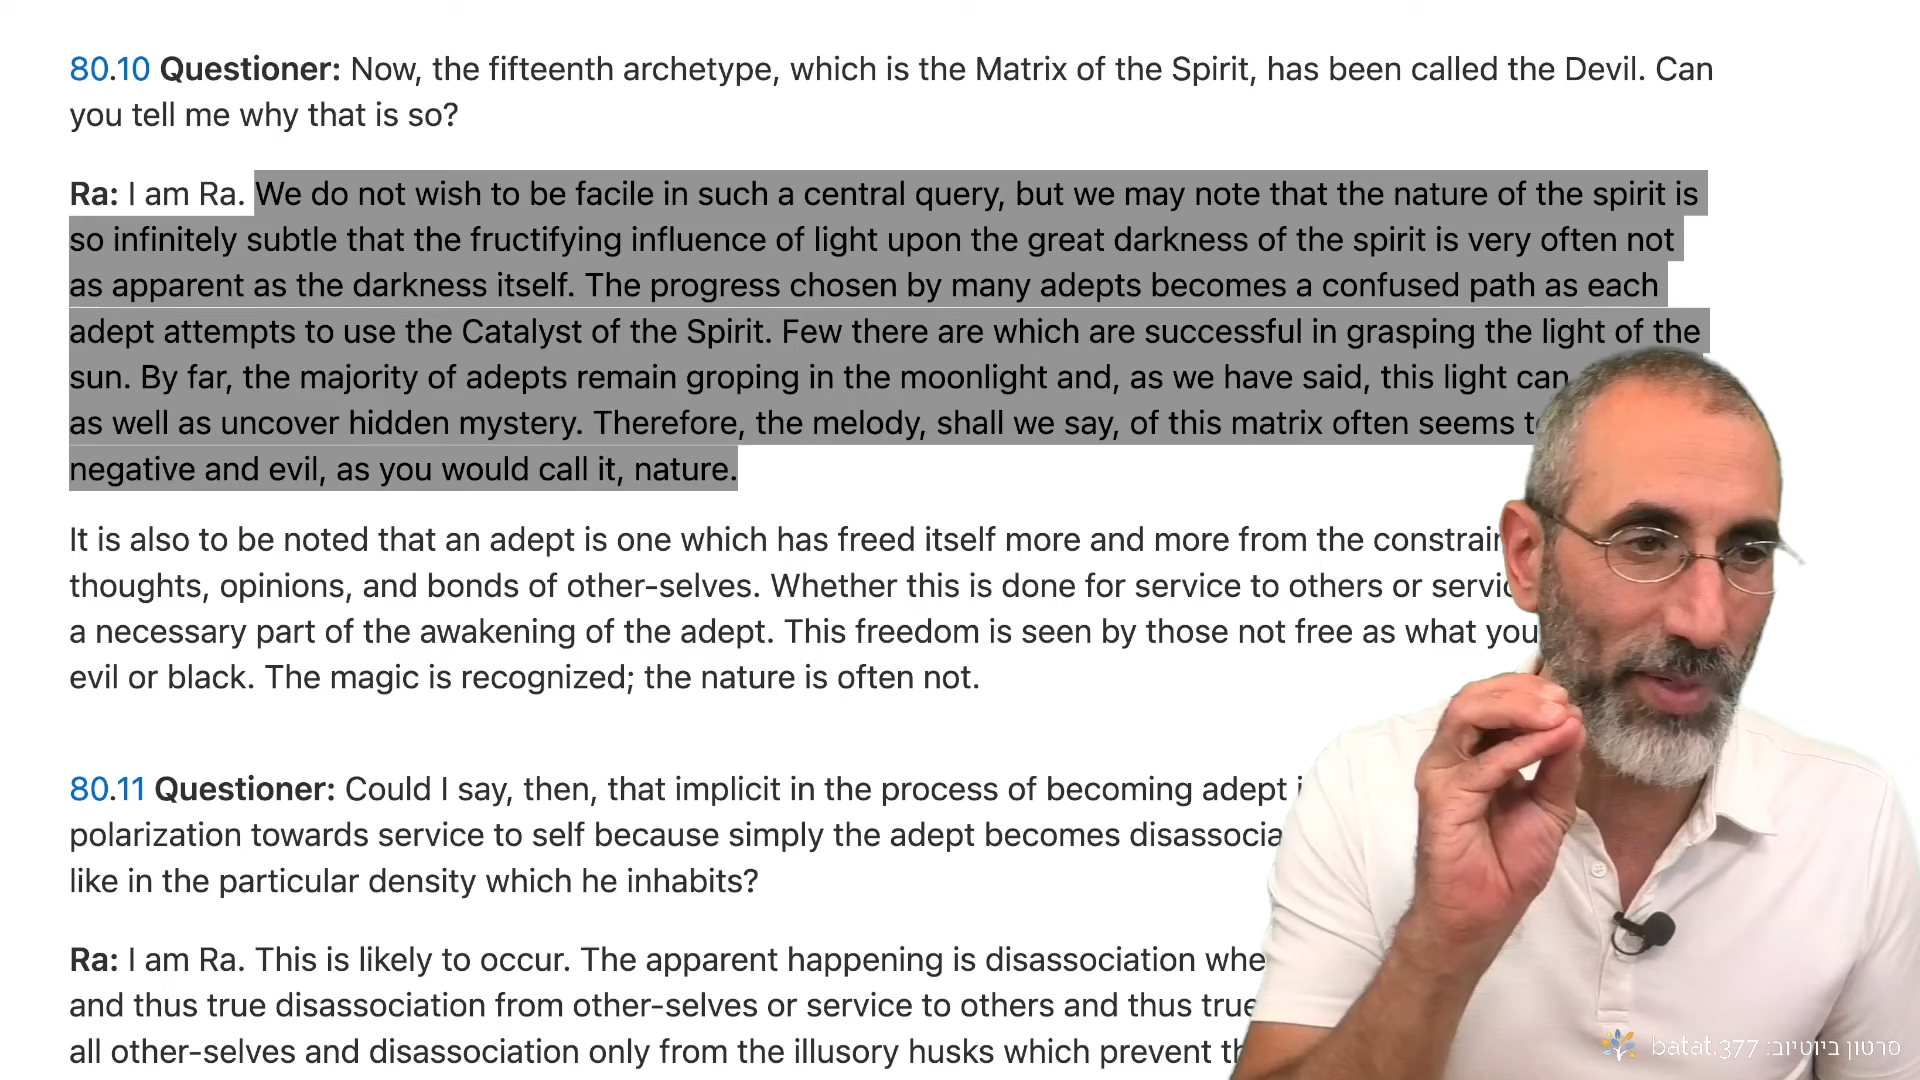 80.10 Questioner: Now, the fifteenth archetype, which is the Matrix of the Spirit, has been called the Devil. Can
you tell me why that is so?
Ra: I am Ra. We do not wish to be facile in such a central query, but we may note that the nature of the spirit is
so infinitely subtle that the fructifying influence of light upon the great darkness of the spirit is very often not
as apparent as the darkness itself. The progress chosen by many adepts becomes a confused path as each
adept attempts to use the Catalyst of the Spirit. Few there are which are successful in grasping the light of the
sun. By far, the majority of adepts remain groping in the moonlight and, as we have said, this light can
as well as uncover hidden mystery. Therefore, the melody, shall we say, of this matrix often seems
negative and evil, as you would call it, nature.
It is also to be noted that an adept is one which has freed itself more and more from the
thoughts, opinions, and bonds of other-selves. Whether this is done for service to others or
a necessary part of the awakening of the adept. This freedom is seen by those not free as what you
evil or black. The magic is recognized; the nature is often not.
80.11 Questioner: Could I say, then, that implicit in the process of becoming adept
polarization towards service to self because simply the adept becomes
like in the particular density which he inhabits?
Ra: I am Ra. This is likely to occur. The apparent happening is disassociation
and thus true disassociation from other-selves or service to others and thus true
all other-selves and disassociation only from the illusory husks which prevent
סרטון ביוטיוב: batat.377